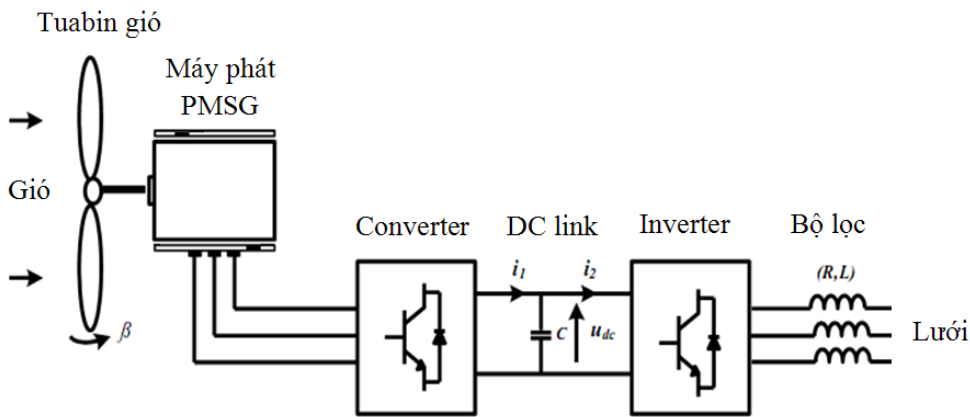 Tuabin gió
Máy phát
PMSG
Gió
β
Converter
DC link
Inverter
Bộ lọc
i1
i2
(R,L)
C
udc
Lưới